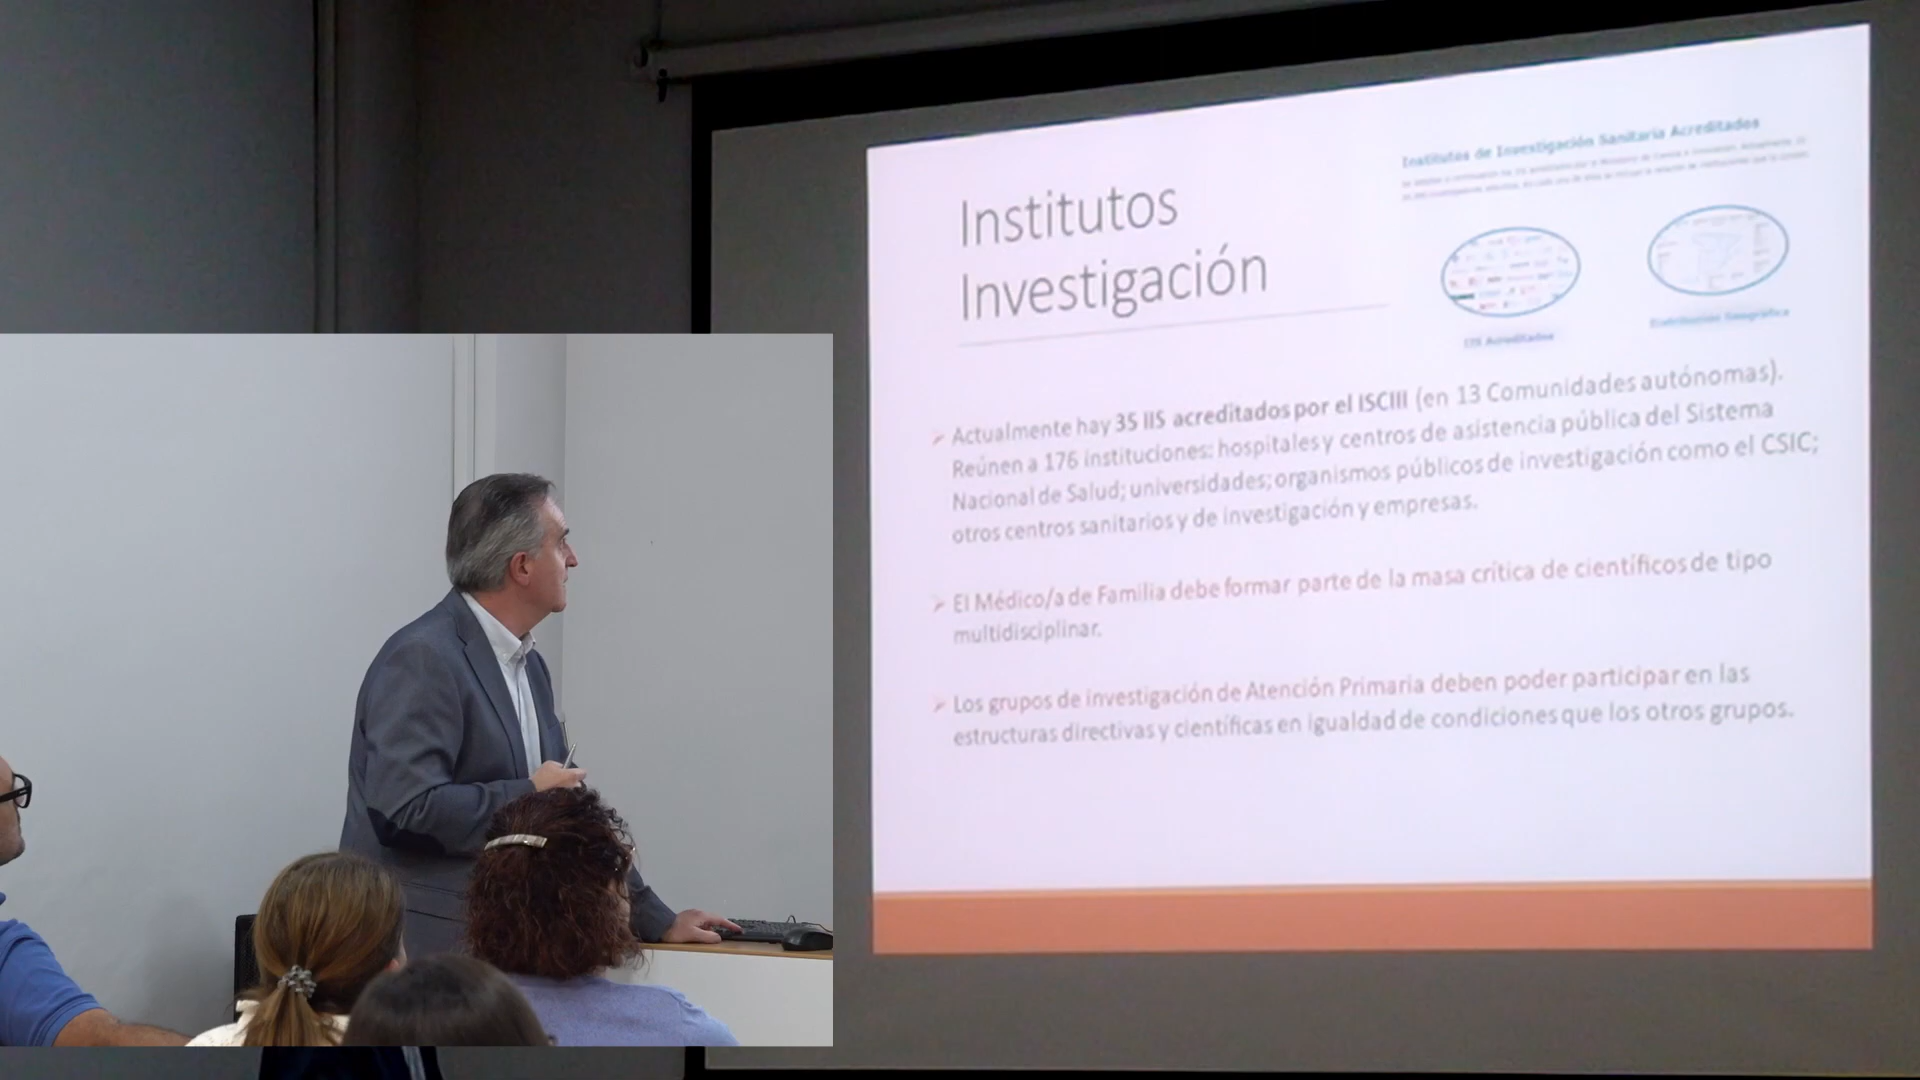 Institutos de Investigación Sanitaria Acreditados
Institutos
Investigación
IIS Acreditados
Distribución Geográfica
Actualmente hay 35 IIS acreditados por el ISCIII (en 13 Comunidades autónomas).
Reúnen a 176 instituciones: hospitales y centros de asistencia pública del Sistema
Nacional de Salud; universidades; organismos públicos de investigación como el CSIC;
otros centros sanitarios y de investigación y empresas.
El Médico/a de Familia debe formar parte de la masa crítica de científicos de tipo
multidisciplinar.
Los grupos de investigación de Atención Primaria deben poder participar en las
estructuras directivas y científicas en igualdad de condiciones que los otros grupos.